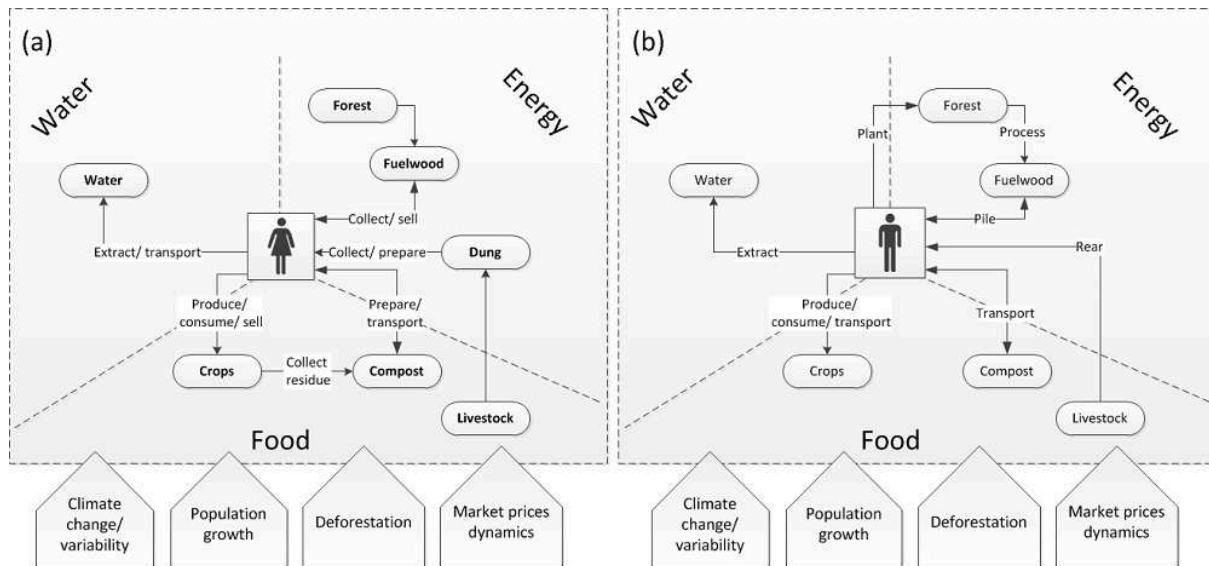 (a)
Water
Energy
Forest
Fuelwood
Water
Collect/ sell
Extract/ transport
Collect/ prepare
Dung
Produce/
consume/ sell
Prepare/
transport
Crops
Collect
residue
Compost
Livestock
Food
Climate
change/
variability
Population
growth
Deforestation
Market prices
dynamics
(b)
Water
Energy
Forest
Plant
Process
Water
Fuelwood
Pile
Extract
Rear
Produce/
consume/ transport
Transport
Crops
Compost
Livestock
Food
Climate
change/
variability
Population
growth
Deforestation
Market prices
dynamics